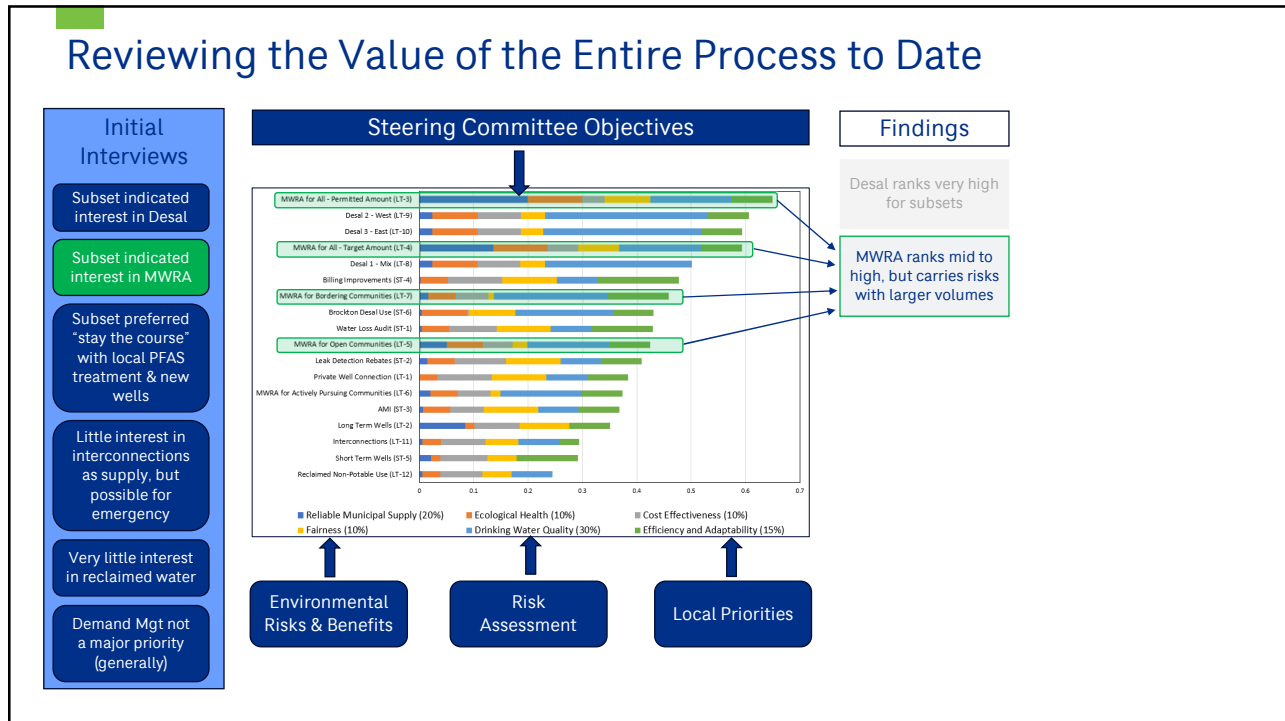 Reviewing the Value of the Entire Process to Date
Initial
Interviews
Subset indicated
interest in Desal
Subset indicated
interest in MWRA
Subset preferred
“stay the course”
with local PFAS
treatment & new
wells
Little interest in
interconnections
as supply, but
possible for
emergency
Very little interest
in reclaimed water
Demand Mgt not
a major priority
(generally)
Steering Committee Objectives
MWRA for All - Permitted Amount (LT-3)
Desal 2 - West (LT-9)
Desal 3 - East (LT-10)
MWRA for All - Target Amount (LT-4)
Desal 1 - Mix (LT-8)
Billing Improvements (ST-4)
MWRA for Bordering Communities (LT-7)
Brockton Desal Use (ST-6)
Water Loss Audit (ST-1)
MWRA for Open Communities (LT-5)
Leak Detection Rebates (ST-2)
Private Well Connection (LT-1)
MWRA for Actively Pursuing Communities (LT-6)
AMI (ST-3)
Long Term Wells (LT-2)
Interconnections (LT-11)
Short Term Wells (ST-5)
Reclaimed Non-Potable Use (LT-12)
0 0.1 0.2 0.3 0.4 0.5 0.6 0.7
Reliable Municipal Supply (20%) Ecological Health (10%) Cost Effectiveness (10%)
Fairness (10%) Drinking Water Quality (30%) Efficiency and Adaptability (15%)
Environmental
Risks & Benefits
Risk
Assessment
Local Priorities
Findings
Desal ranks very high
for subsets
MWRA ranks mid to
high, but carries risks
with larger volumes